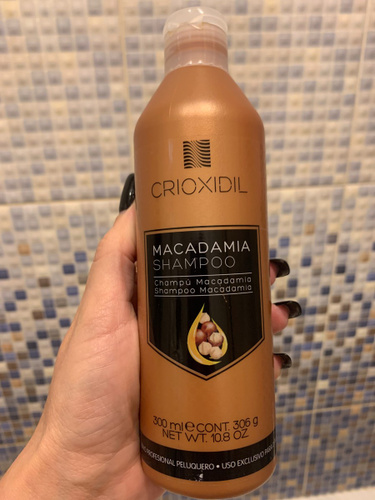 CRIOXIDIL
MACADAMIA
SHAMPOO
Champú Macadamia
Shampoo Macadamia
300 ml ℮ CONT. 306 g
NET WT. 10.8 OZ.
PROFESIONAL PELUQUERO • USO EXCLUSIVO